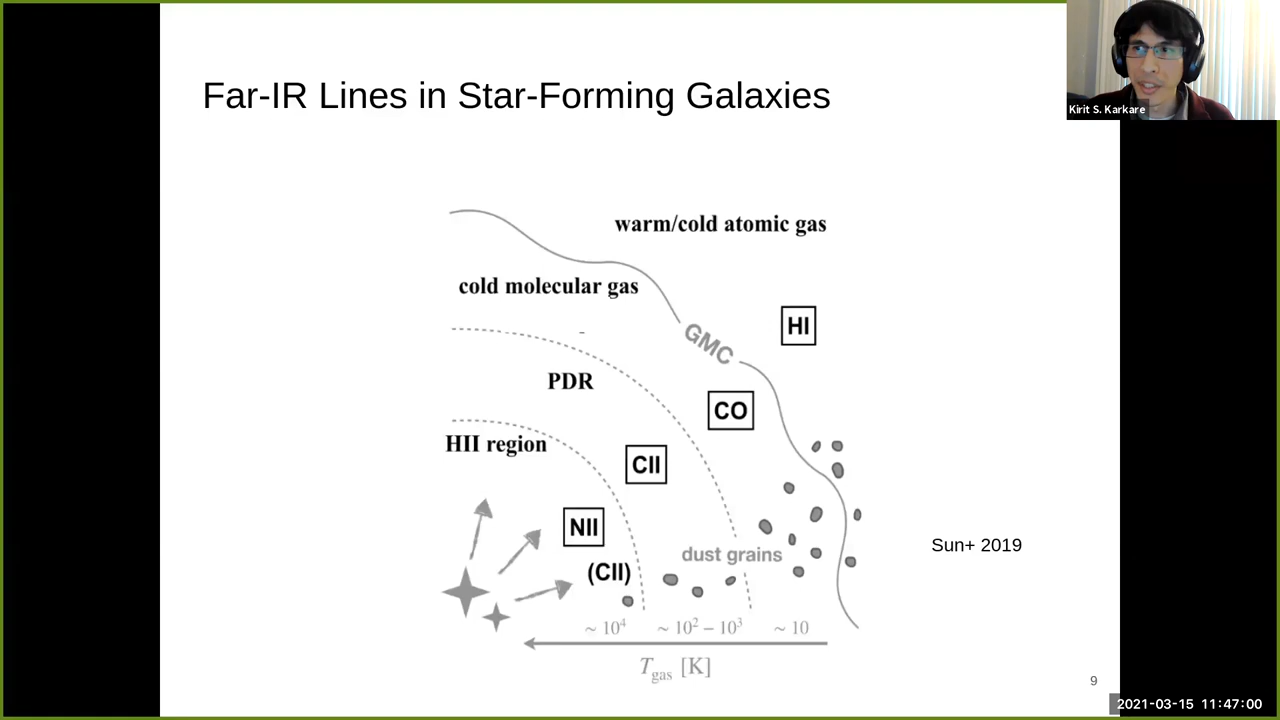 Far-IR Lines in Star-Forming Galaxies
Kirit S. Karkare
warm/cold atomic gas
cold molecular gas
HI
GMC
PDR
CO
HII region
CII
NII
Sun+ 2019
dust grains
(CII)
~ 10⁴ ~ 10² – 10³ ~ 10
T_gas [K]
9
2021-03-15 11:47:00